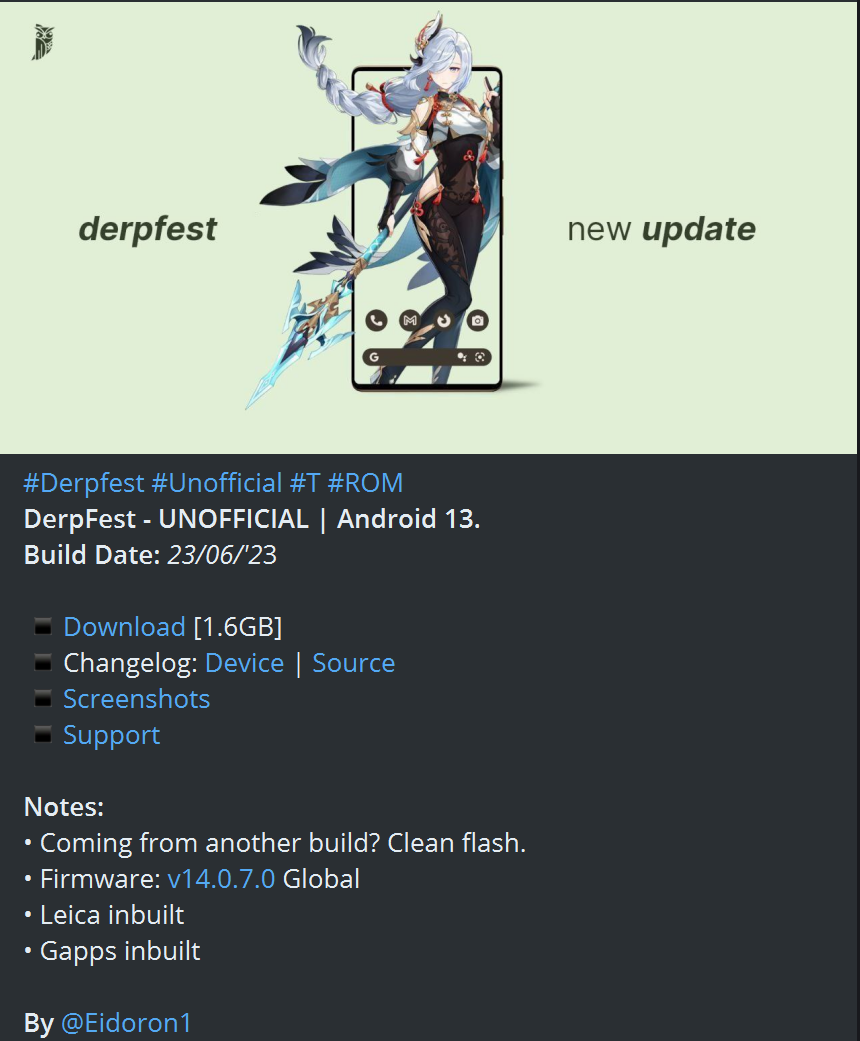 derpfest
new update
G
#Derpfest #Unofficial #T #ROM
DerpFest - UNOFFICIAL | Android 13.
Build Date: 23/06/'23
▪ Download [1.6GB]
▪ Changelog: Device | Source
▪ Screenshots
▪ Support
Notes:
• Coming from another build? Clean flash.
• Firmware: v14.0.7.0 Global
• Leica inbuilt
• Gapps inbuilt
By @Eidoron1